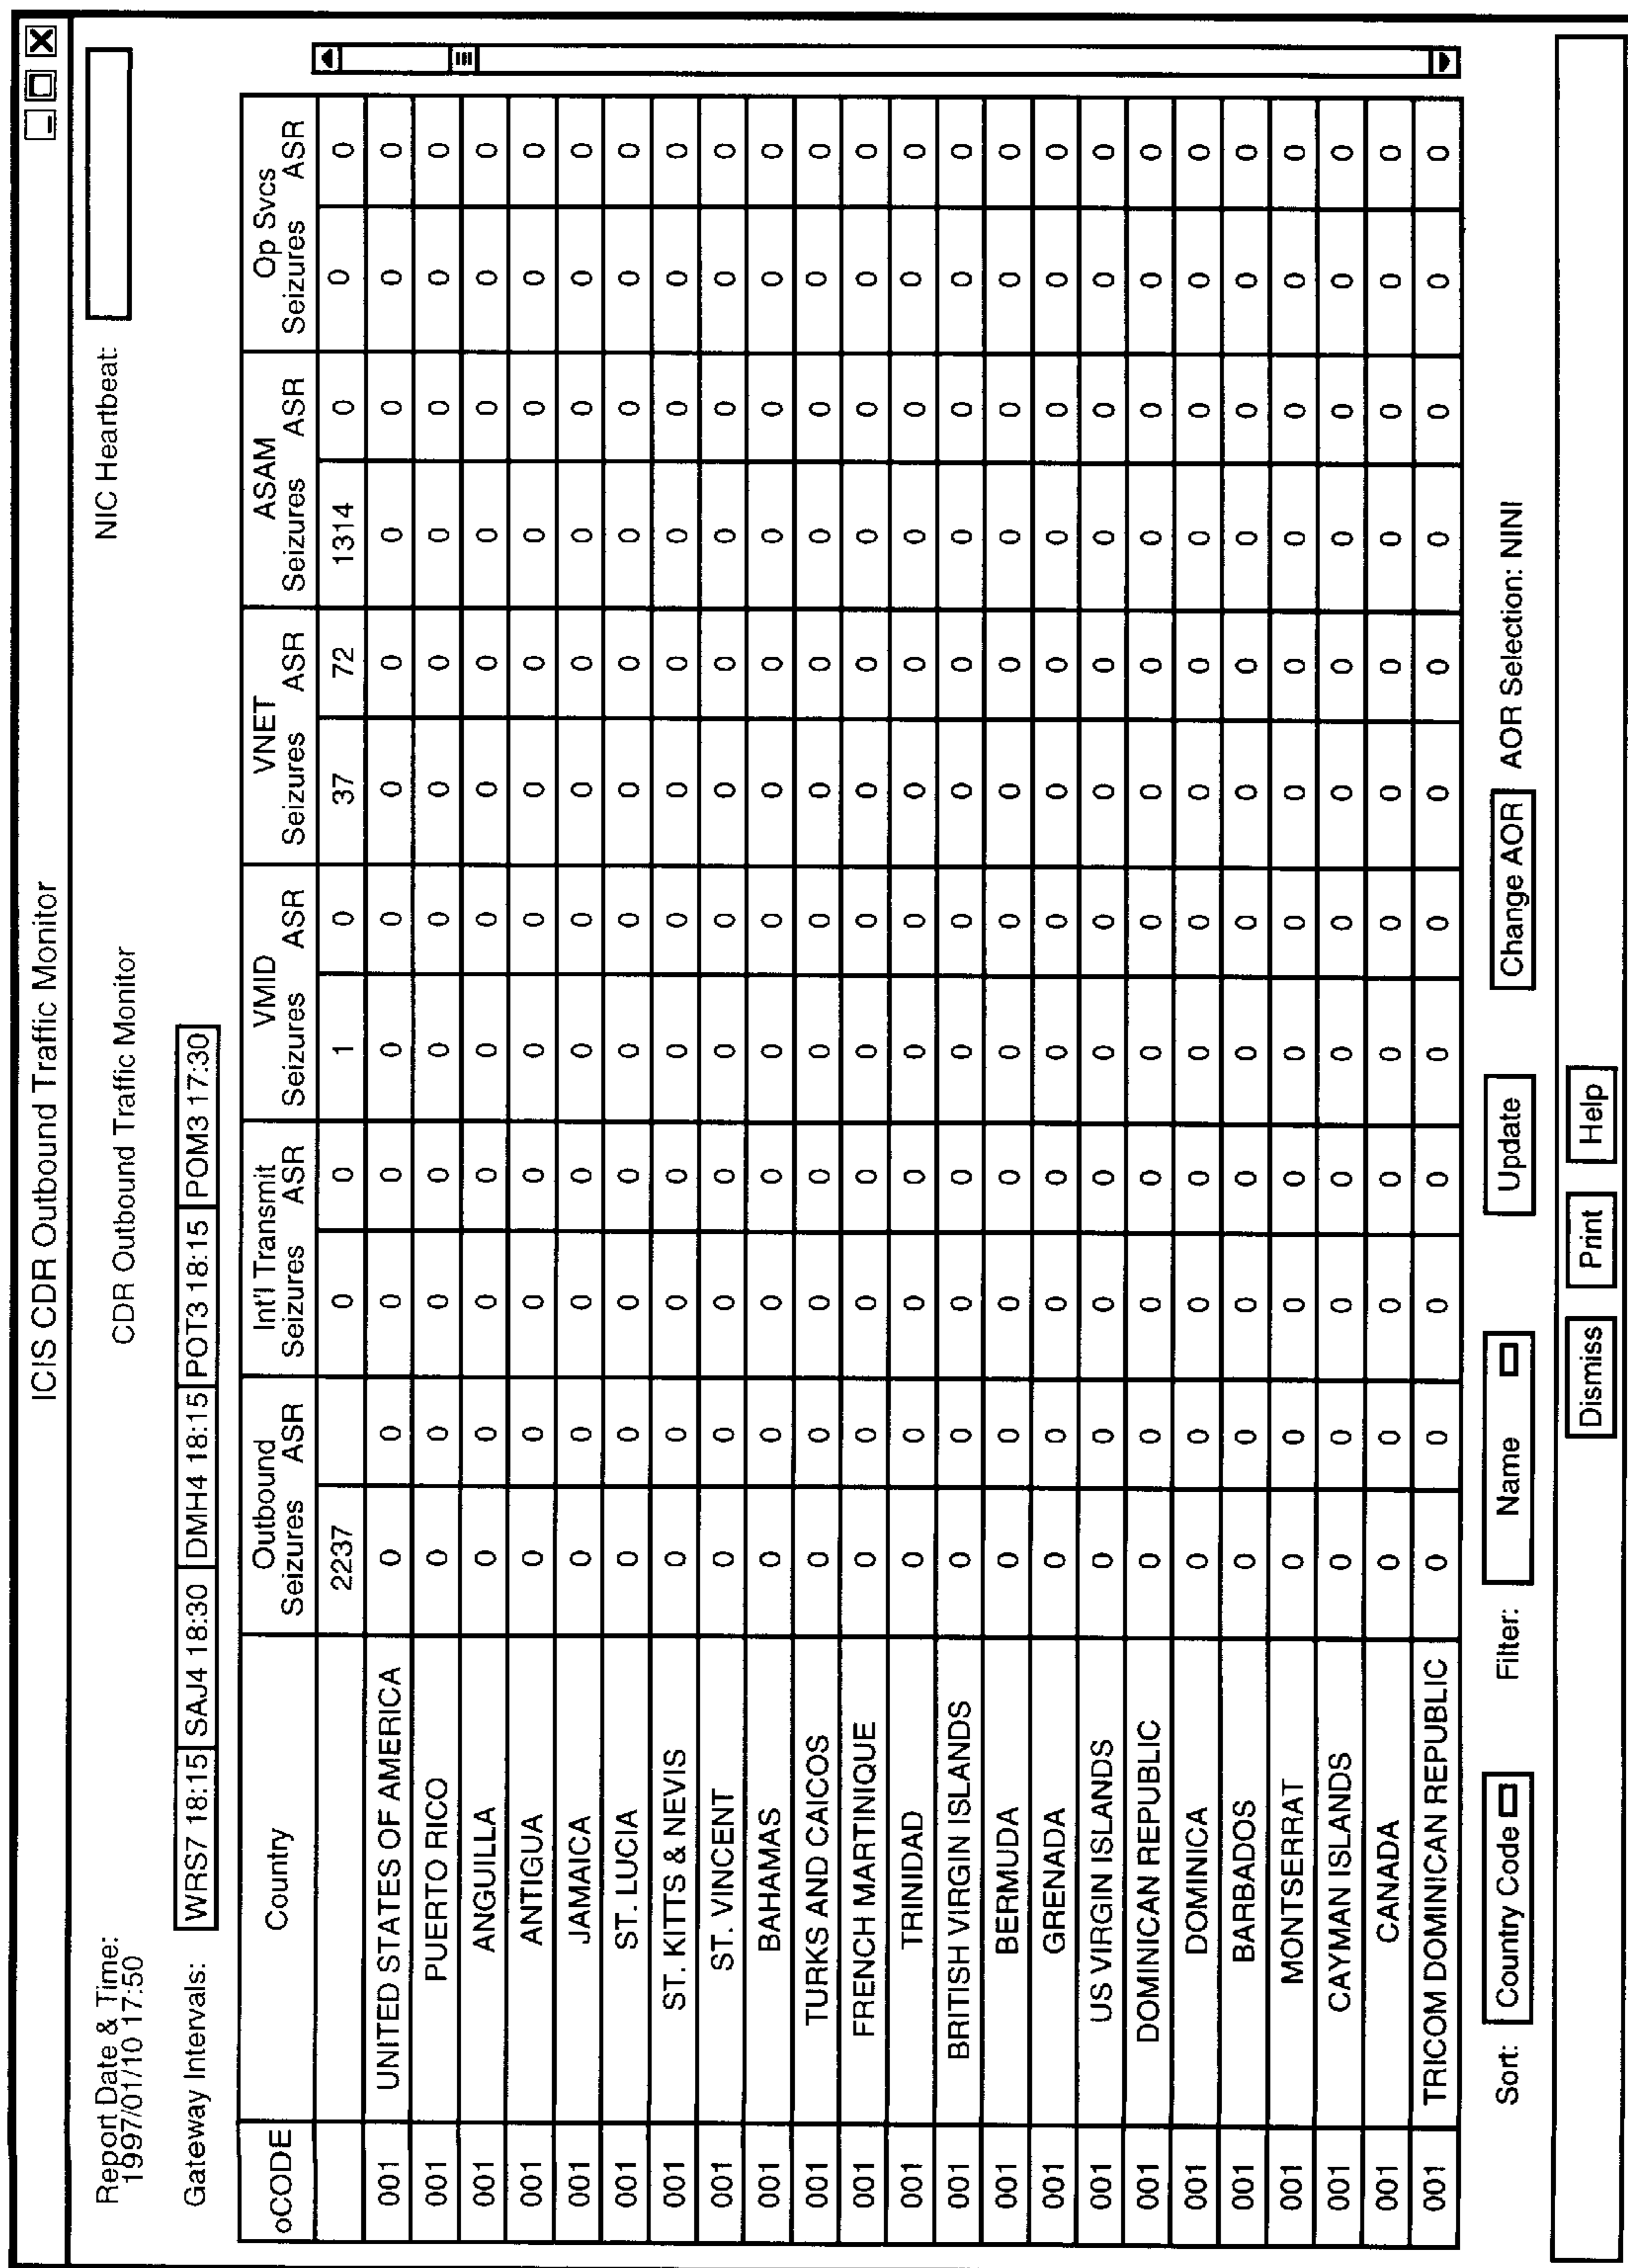 ICIS CDR Outbound Traffic Monitor
Report Date & Time:
1997/01/10 17:50
CDR Outbound Traffic Monitor
NIC Heartbeat:
Gateway Intervals: WRS7 18:15 SAJ4 18:30 DMH4 18:15 POT3 18:15 POM3 17:30
oCODE Country Outbound Int'l Transmit VMID VNET ASAM Op Svcs
Seizures ASR Seizures ASR Seizures ASR Seizures ASR Seizures ASR Seizures ASR
2237 0 0 1 0 37 72 1314 0 0 0
001 UNITED STATES OF AMERICA 0 0 0 0 0 0 0 0 0 0 0 0
001 PUERTO RICO 0 0 0 0 0 0 0 0 0 0 0 0
001 ANGUILLA 0 0 0 0 0 0 0 0 0 0 0 0
001 ANTIGUA 0 0 0 0 0 0 0 0 0 0 0 0
001 JAMAICA 0 0 0 0 0 0 0 0 0 0 0 0
001 ST. LUCIA 0 0 0 0 0 0 0 0 0 0 0 0
001 ST. KITTS & NEVIS 0 0 0 0 0 0 0 0 0 0 0 0
001 ST. VINCENT 0 0 0 0 0 0 0 0 0 0 0 0
001 BAHAMAS 0 0 0 0 0 0 0 0 0 0 0 0
001 TURKS AND CAICOS 0 0 0 0 0 0 0 0 0 0 0 0
001 FRENCH MARTINIQUE 0 0 0 0 0 0 0 0 0 0 0 0
001 TRINIDAD 0 0 0 0 0 0 0 0 0 0 0 0
001 BRITISH VIRGIN ISLANDS 0 0 0 0 0 0 0 0 0 0 0 0
001 BERMUDA 0 0 0 0 0 0 0 0 0 0 0 0
001 GRENADA 0 0 0 0 0 0 0 0 0 0 0 0
001 US VIRGIN ISLANDS 0 0 0 0 0 0 0 0 0 0 0 0
001 DOMINICAN REPUBLIC 0 0 0 0 0 0 0 0 0 0 0 0
001 DOMINICA 0 0 0 0 0 0 0 0 0 0 0 0
001 BARBADOS 0 0 0 0 0 0 0 0 0 0 0 0
001 MONTSERRAT 0 0 0 0 0 0 0 0 0 0 0 0
001 CAYMAN ISLANDS 0 0 0 0 0 0 0 0 0 0 0 0
001 CANADA 0 0 0 0 0 0 0 0 0 0 0 0
001 TRICOM DOMINICAN REPUBLIC 0 0 0 0 0 0 0 0 0 0 0 0
Sort: Country Code Filter: Name Update Change AOR AOR Selection: NINI
Dismiss Print Help